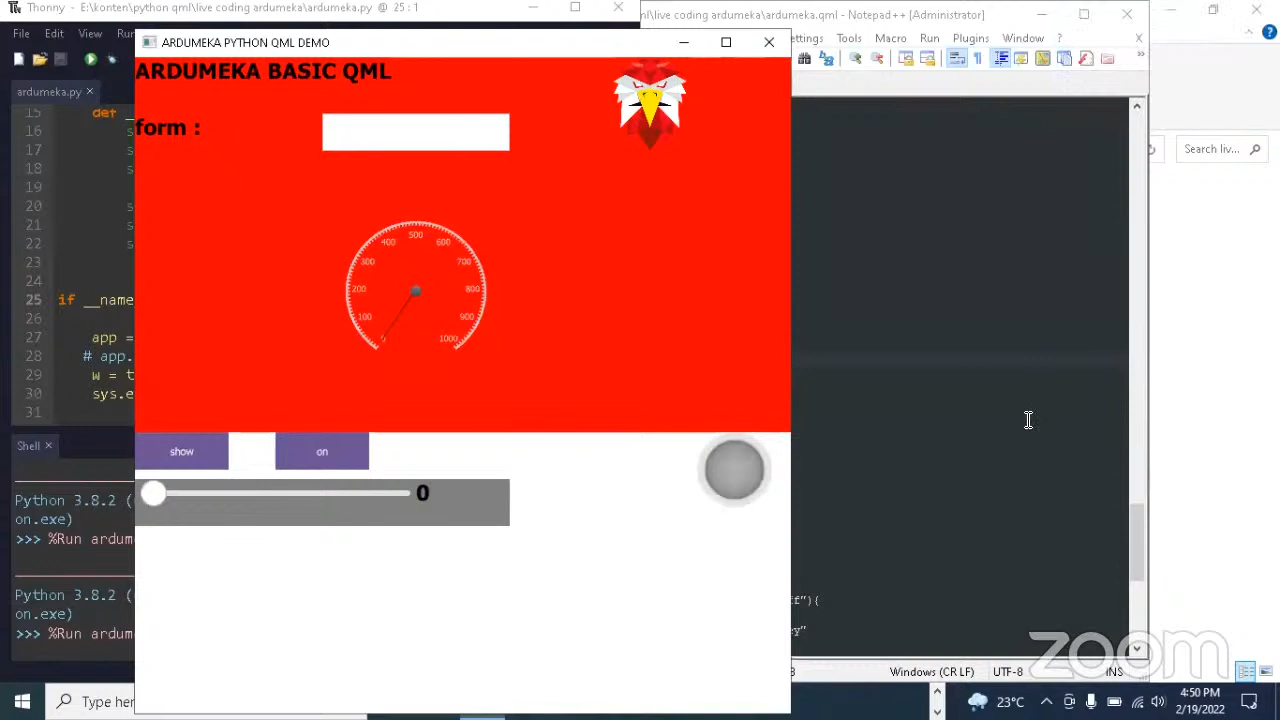 Thonny - E:\konten\python qml\live coding ardumeka\ardumeka.py @ 25 : 1
ml\live coding ardumeka\ardumeka.qml - Notepad++ [Administrator]
File Edit View Run
ettings Tools Macro Run Plugins Window ?
ARDUMEKA PYTHON QML DEMO
ardumeka.py
Search liv...
ARDUMEKA BASIC QML
form :
15 def
16
17
18
19
20
21
22
23
24
25 if __name
26
27 app =
28 # app.
29 w = t
30 sys.e
31
0
100
200
300
400
500
600
700
800
900
1000
show
on
0
Shell
Python 3.8.2 (
on.exe)
>>> %Run ardum
Python 3.8.2 (
on.exe)
>>> %Run ardum
f"){
y"
zoom
Windows (CR LF)
UTF-8
INS
Type here
23°C
4:50 PM
2/19/2022